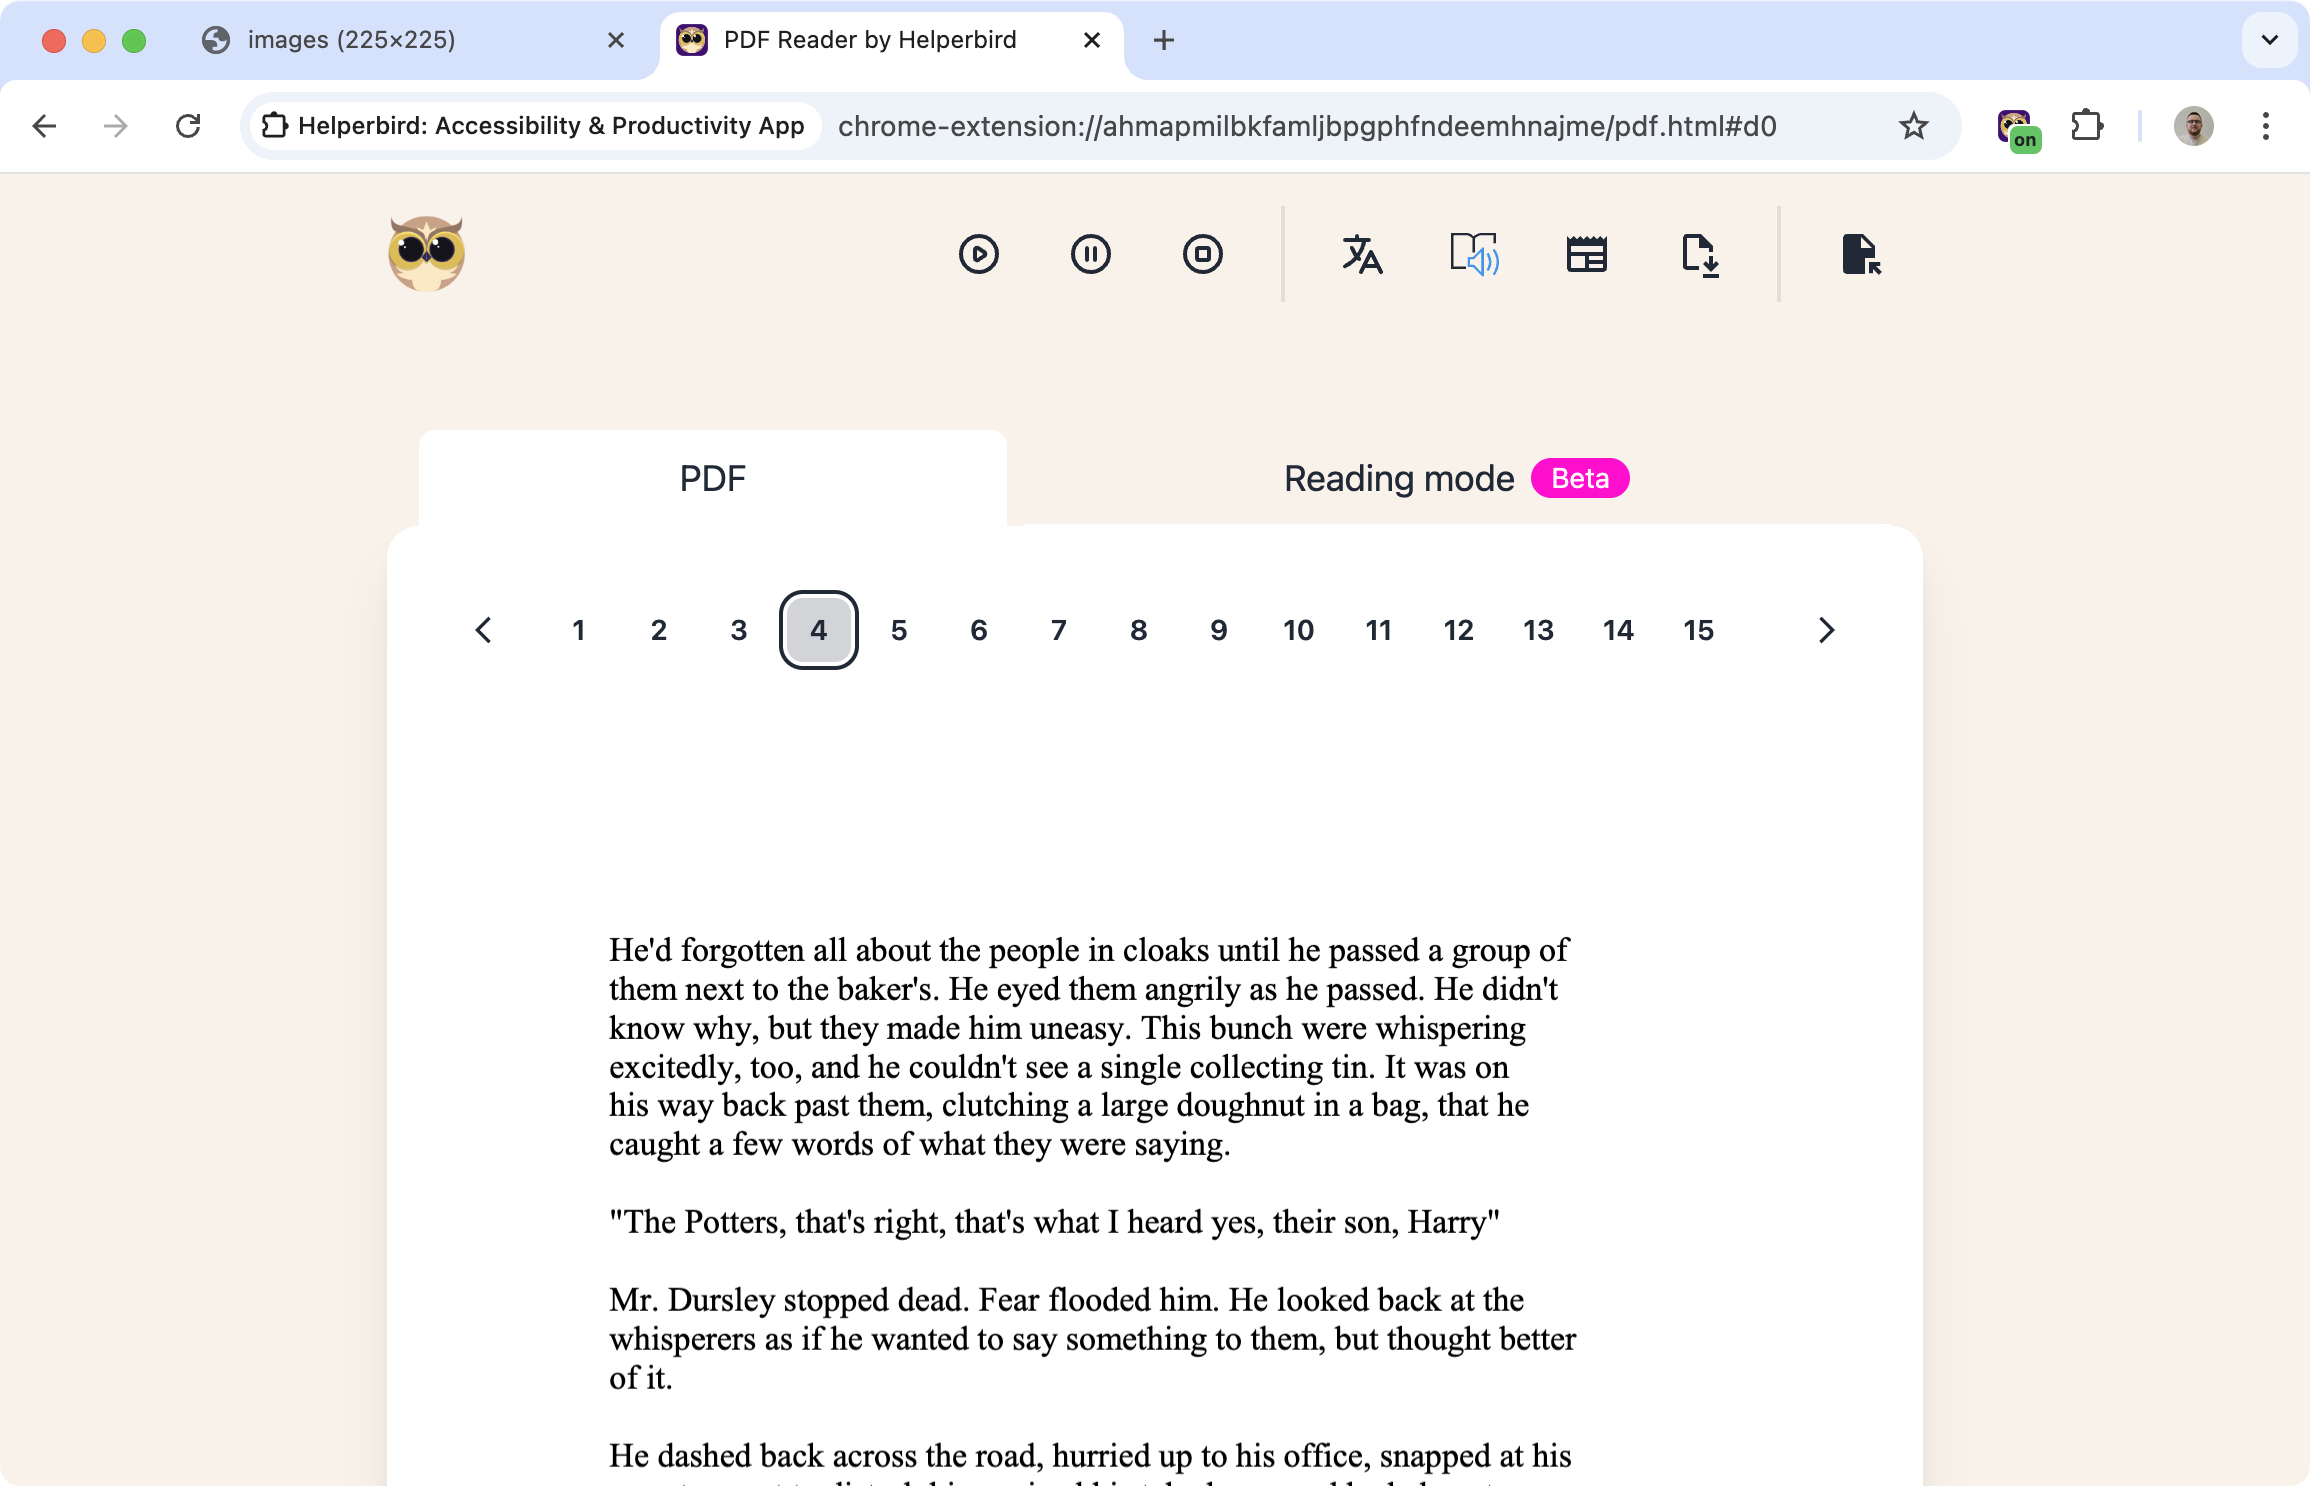 images (225×225)
PDF Reader by Helperbird
Helperbird: Accessibility & Productivity App
chrome-extension://ahmapmilbkfamljbpgphfndeemhnajme/pdf.html#d0
on
PDF
Reading mode Beta
1 2 3 4 5 6 7 8 9 10 11 12 13 14 15
He'd forgotten all about the people in cloaks until he passed a group of
them next to the baker's. He eyed them angrily as he passed. He didn't
know why, but they made him uneasy. This bunch were whispering
excitedly, too, and he couldn't see a single collecting tin. It was on
his way back past them, clutching a large doughnut in a bag, that he
caught a few words of what they were saying.
"The Potters, that's right, that's what I heard yes, their son, Harry"
Mr. Dursley stopped dead. Fear flooded him. He looked back at the
whisperers as if he wanted to say something to them, but thought better
of it.
He dashed back across the road, hurried up to his office, snapped at his